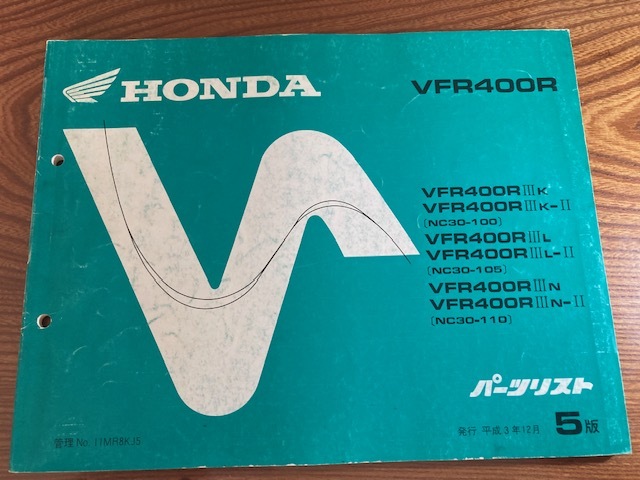 HONDA
VFR400R
VFR400RⅢK
VFR400RⅢK-Ⅱ
(NC30-100)
VFR400RⅢL
VFR400RⅢL-Ⅱ
(NC30-105)
VFR400RⅢN
VFR400RⅢN-Ⅱ
(NC30-110)
パーツリスト
管理No. 11MR8KJ5
発行 平成3年12月 5版